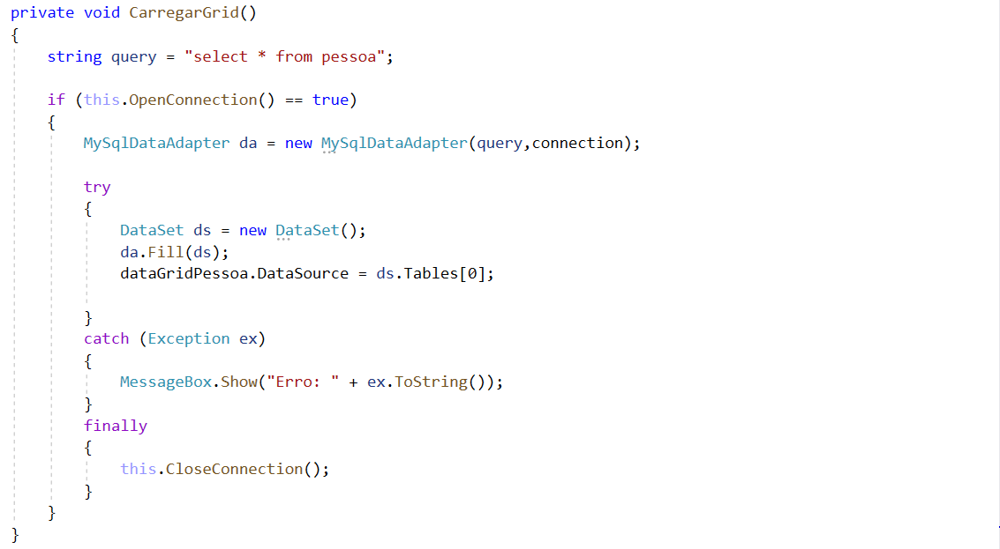 private void CarregarGrid()
{
string query = "select * from pessoa";
if (this.OpenConnection() == true)
{
MySqlDataAdapter da = new MySqlDataAdapter(query,connection);
try
{
DataSet ds = new DataSet();
da.Fill(ds);
dataGridPessoa.DataSource = ds.Tables[0];
}
catch (Exception ex)
{
MessageBox.Show("Erro: " + ex.ToString());
}
finally
{
this.CloseConnection();
}
}
}